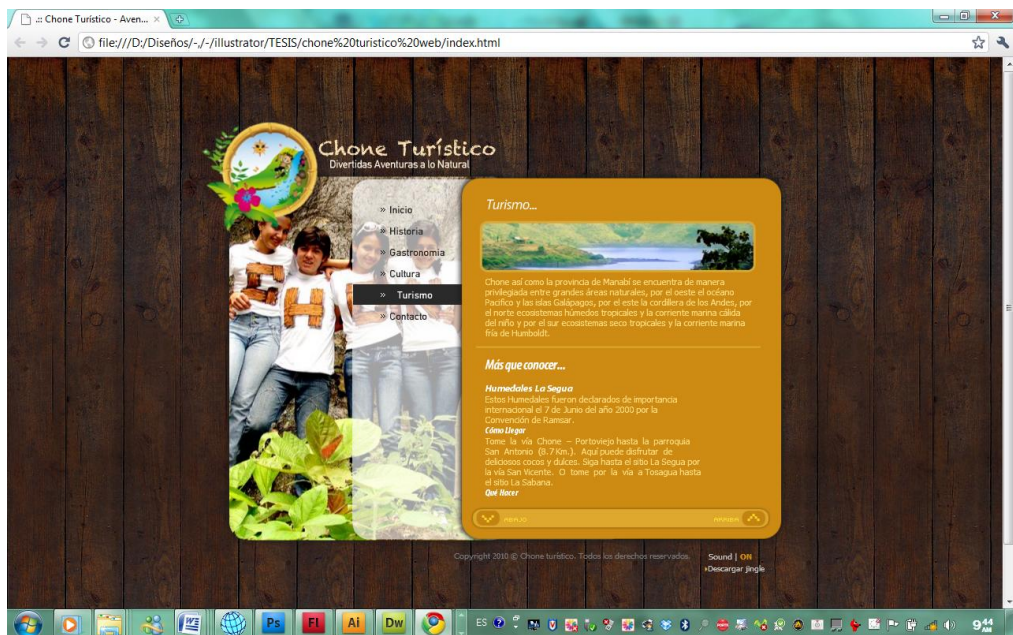 .:: Chone Turístico - Aven...
file:///D:/Diseños/-,/-/illustrator/TESIS/chone%20turistico%20web/index.html
Chone Turístico
Divertidas Aventuras a lo Natural
» Inicio
» Historia
» Gastronomia
» Cultura
» Turismo
» Contacto
C H
Turismo...
Chone así como la provincia de Manabí se encuentra de manera
privilegiada entre grandes áreas naturales, por el oeste el océano
Pacifico y las islas Galápagos, por el este la cordillera de los Andes, por
el norte ecosistemas húmedos tropicales y la corriente marina cálida
del niño y por el sur ecosistemas seco tropicales y la corriente marina
fría de Humboldt.
Más que conocer...
Humedales La Segua
Estos Humedales fueron declarados de importancia
internacional el 7 de Junio del año 2000 por la
Convención de Ramsar.
Cómo Llegar
Tome la vía Chone – Portoviejo hasta la parroquia
San Antonio (8.7 Km.). Aquí puede disfrutar de
deliciosos cocos y dulces. Siga hasta el sitio La Segua por
la vía San Vicente. O tome por la vía a Tosagua hasta
el sitio La Sabana.
Qué Hacer
ABAJO
ARRIBA
Copyright 2010 © Chone turístico. Todos los derechos reservados.
Sound | ON
Descargar jingle
Ps Fl Ai Dw
ES
9:44 AM